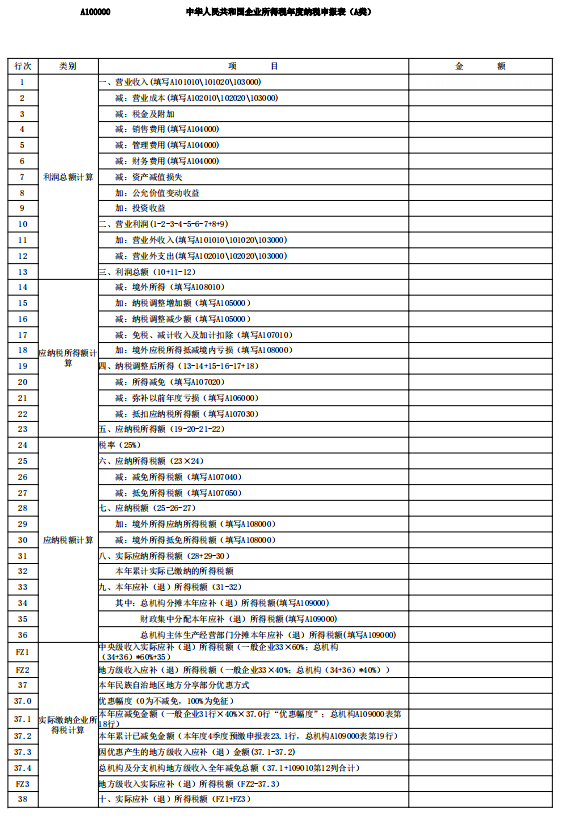 A100000 中华人民共和国企业所得税年度纳税申报表（A类）
行次 类别 项 目 金 额
1 一、营业收入(填写A101010\101020\103000)
2 减：营业成本(填写A102010\102020\103000)
3 减：税金及附加
4 减：销售费用(填写A104000)
5 减：管理费用(填写A104000)
6 减：财务费用(填写A104000)
7 利润总额计算 减：资产减值损失
8 加：公允价值变动收益
9 加：投资收益
10 二、营业利润(1-2-3-4-5-6-7+8+9)
11 加：营业外收入(填写A101010\101020\103000)
12 减：营业外支出(填写A102010\102020\103000)
13 三、利润总额（10+11-12）
14 减：境外所得（填写A108010）
15 加：纳税调整增加额（填写A105000）
16 减：纳税调整减少额（填写A105000）
17 减：免税、减计收入及加计扣除（填写A107010）
18 应纳税所得额计算 加：境外应税所得抵减境内亏损（填写A108000）
19 四、纳税调整后所得（13-14+15-16-17+18）
20 减：所得减免（填写A107020）
21 减：弥补以前年度亏损（填写A106000）
22 减：抵扣应纳税所得额（填写A107030）
23 五、应纳税所得额（19-20-21-22）
24 税率（25%）
25 六、应纳所得税额（23×24）
26 减：减免所得税额（填写A107040）
27 减：抵免所得税额（填写A107050）
28 七、应纳税额（25-26-27）
29 加：境外所得应纳所得税额（填写A108000）
30 应纳税额计算 减：境外所得抵免所得税额（填写A108000）
31 八、实际应纳所得税额（28+29-30）
32 本年累计实际已缴纳的所得税额
33 九、本年应补（退）所得税额（31-32）
34 其中：总机构分摊本年应补（退）所得税额(填写A109000)
35 财政集中分配本年应补（退）所得税额(填写A109000)
36 总机构主体生产经营部门分摊本年应补（退）所得税额(填写A109000)
FZ1 中央级收入实际应补（退）所得税额（一般企业33×60%；总机构
（34+36）*60%+35）
FZ2 地方级收入应补（退）所得税额（一般企业33×40%；总机构（34+36）*40%））
37 本年民族自治地区地方分享部分优惠方式
37.0 优惠幅度（0为不减免，100%为免征）
37.1 实际缴纳企业所得税计算 本年应减免金额（一般企业31行×40%×37.0行“优惠幅度”；总机构A109000表第
18行）
37.2 本年累计已减免金额（本年度4季度预缴申报表23.1行，总机构A109000表第19行）
37.3 因优惠产生的地方级收入应补（退）金额(37.1-37.2)
37.4 总机构及分支机构地方级收入全年减免总额（37.1+109010第12列合计）
FZ3 地方级收入实际应补（退）所得税额（FZ2-37.3）
38 十、实际应补（退）所得税额（FZ1+FZ3）